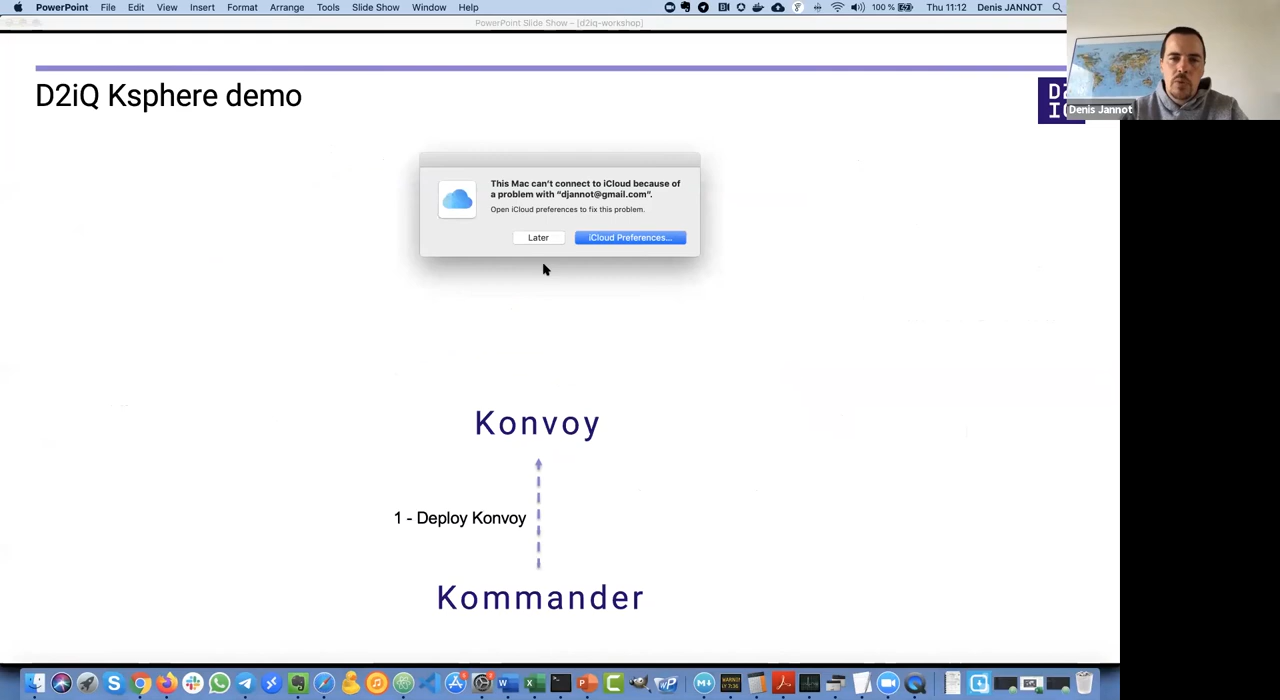 PowerPoint File Edit View Insert Format Arrange Tools Slide Show Window Help 100 % Thu 11:12 Denis JANNOT
PowerPoint Slide Show – [d2iq-workshop]
D2iQ Ksphere demo
Denis Jannot
This Mac can't connect to iCloud because of
a problem with “djannot@gmail.com”.
Open iCloud preferences to fix this problem.
Later iCloud Preferences...
Konvoy
1 - Deploy Konvoy
Kommander